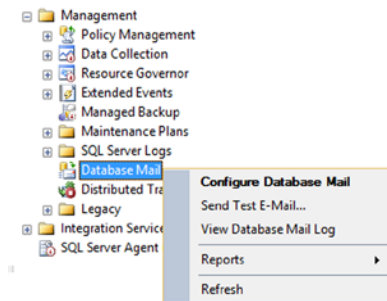 Management
Policy Management
Data Collection
Resource Governor
Extended Events
Managed Backup
Maintenance Plans
SQL Server Logs
Database Mail
Distributed Tra
Legacy
Integration Service
SQL Server Agent
Configure Database Mail
Send Test E-Mail...
View Database Mail Log
Reports
Refresh